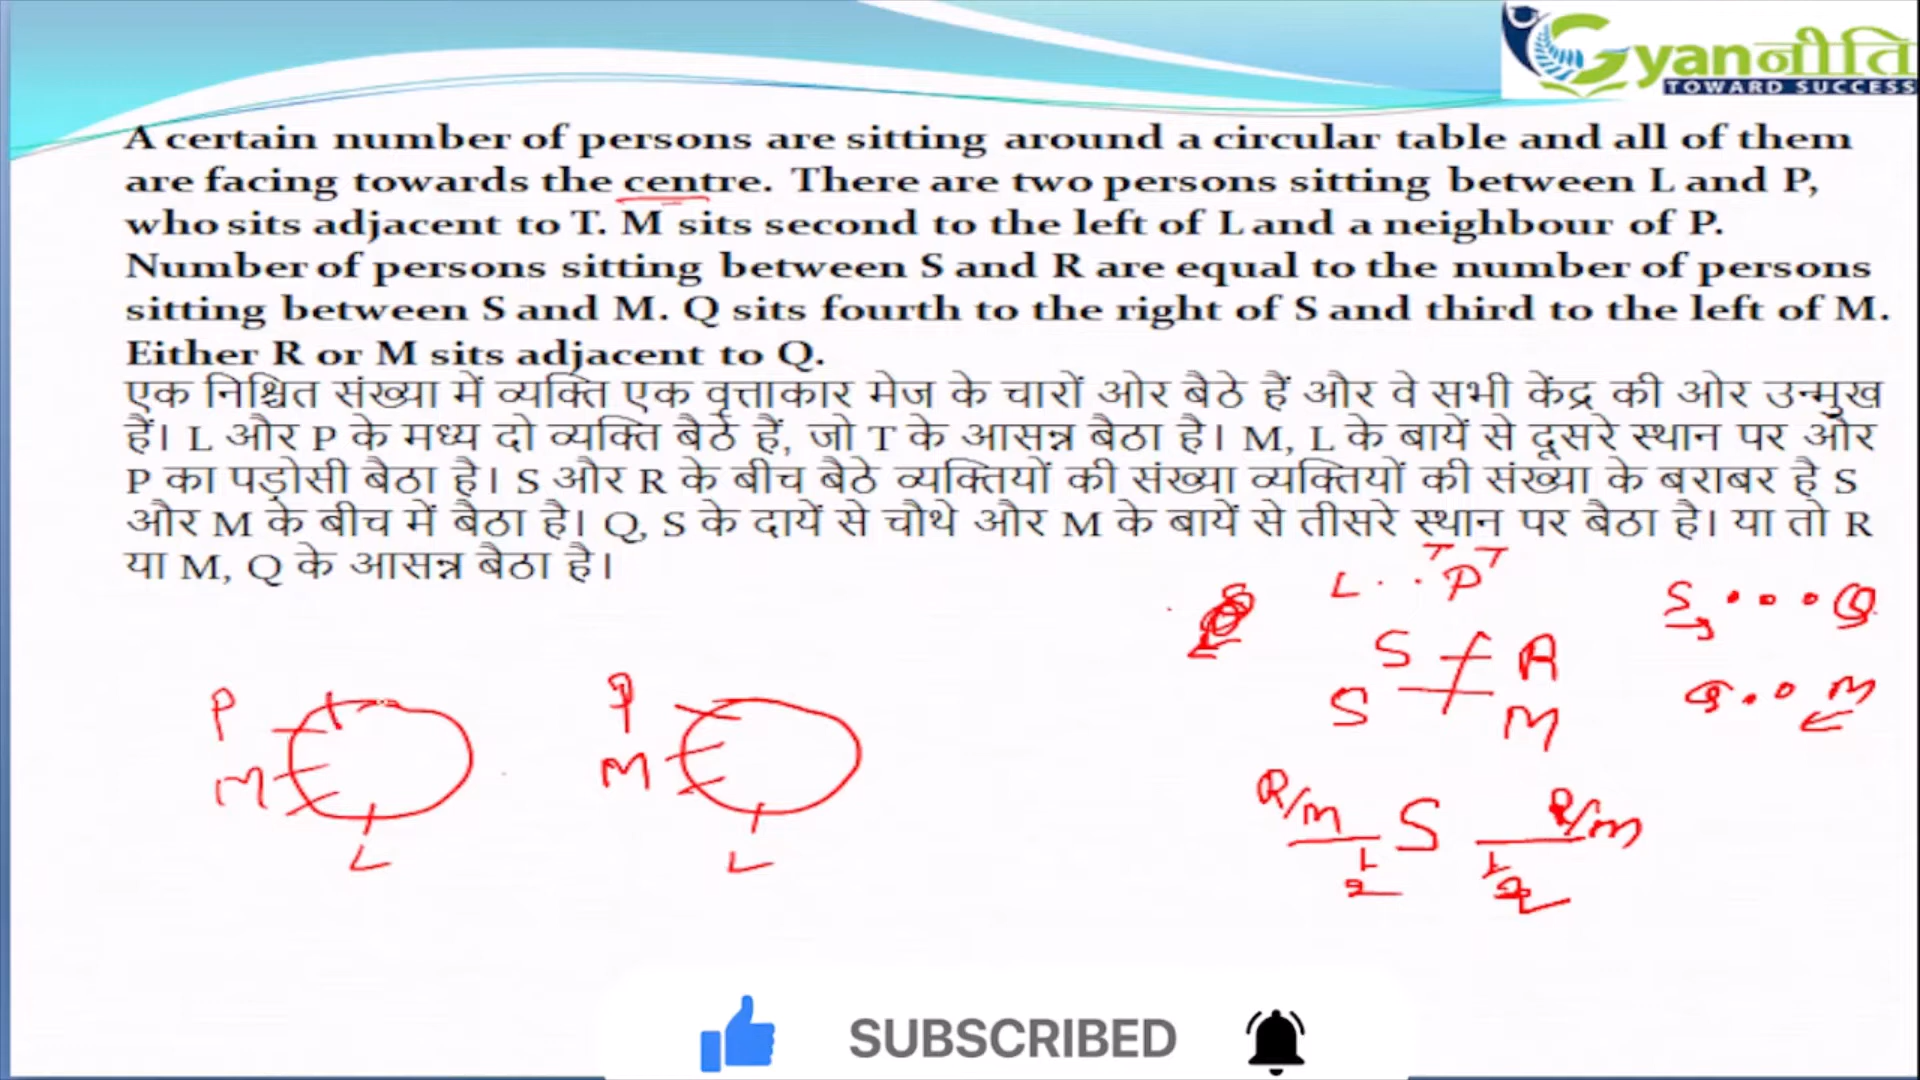 Gyanनीति
TOWARD SUCCESS
A certain number of persons are sitting around a circular table and all of them
are facing towards the centre. There are two persons sitting between L and P,
who sits adjacent to T. M sits second to the left of L and a neighbour of P.
Number of persons sitting between S and R are equal to the number of persons
sitting between S and M. Q sits fourth to the right of S and third to the left of M.
Either R or M sits adjacent to Q.
एक निश्चित संख्या में व्यक्ति एक वृत्ताकार मेज के चारों ओर बैठे हैं और वे सभी केंद्र की ओर उन्मुख
हैं। L और P के मध्य दो व्यक्ति बैठे हैं, जो T के आसन्न बैठा है। M, L के बायें से दूसरे स्थान पर और
P का पड़ोसी बैठा है। S और R के बीच बैठे व्यक्तियों की संख्या व्यक्तियों की संख्या के बराबर है S
और M के बीच में बैठा है। Q, S के दायें से चौथे और M के बायें से तीसरे स्थान पर बैठा है। या तो R
या M, Q के आसन्न बैठा है।
T T
L . . P
S . . . Q
S R
S M
Q . . M
P
M
L
P
M
L
R/M S R/M
SUBSCRIBED